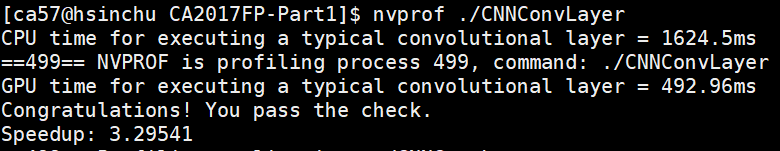 [ca57@hsinchu CA2017FP-Part1]$ nvprof ./CNNConvLayer
CPU time for executing a typical convolutional layer = 1624.5ms
==499== NVPROF is profiling process 499, command: ./CNNConvLayer
GPU time for executing a typical convolutional layer = 492.96ms
Congratulations! You pass the check.
Speedup: 3.29541